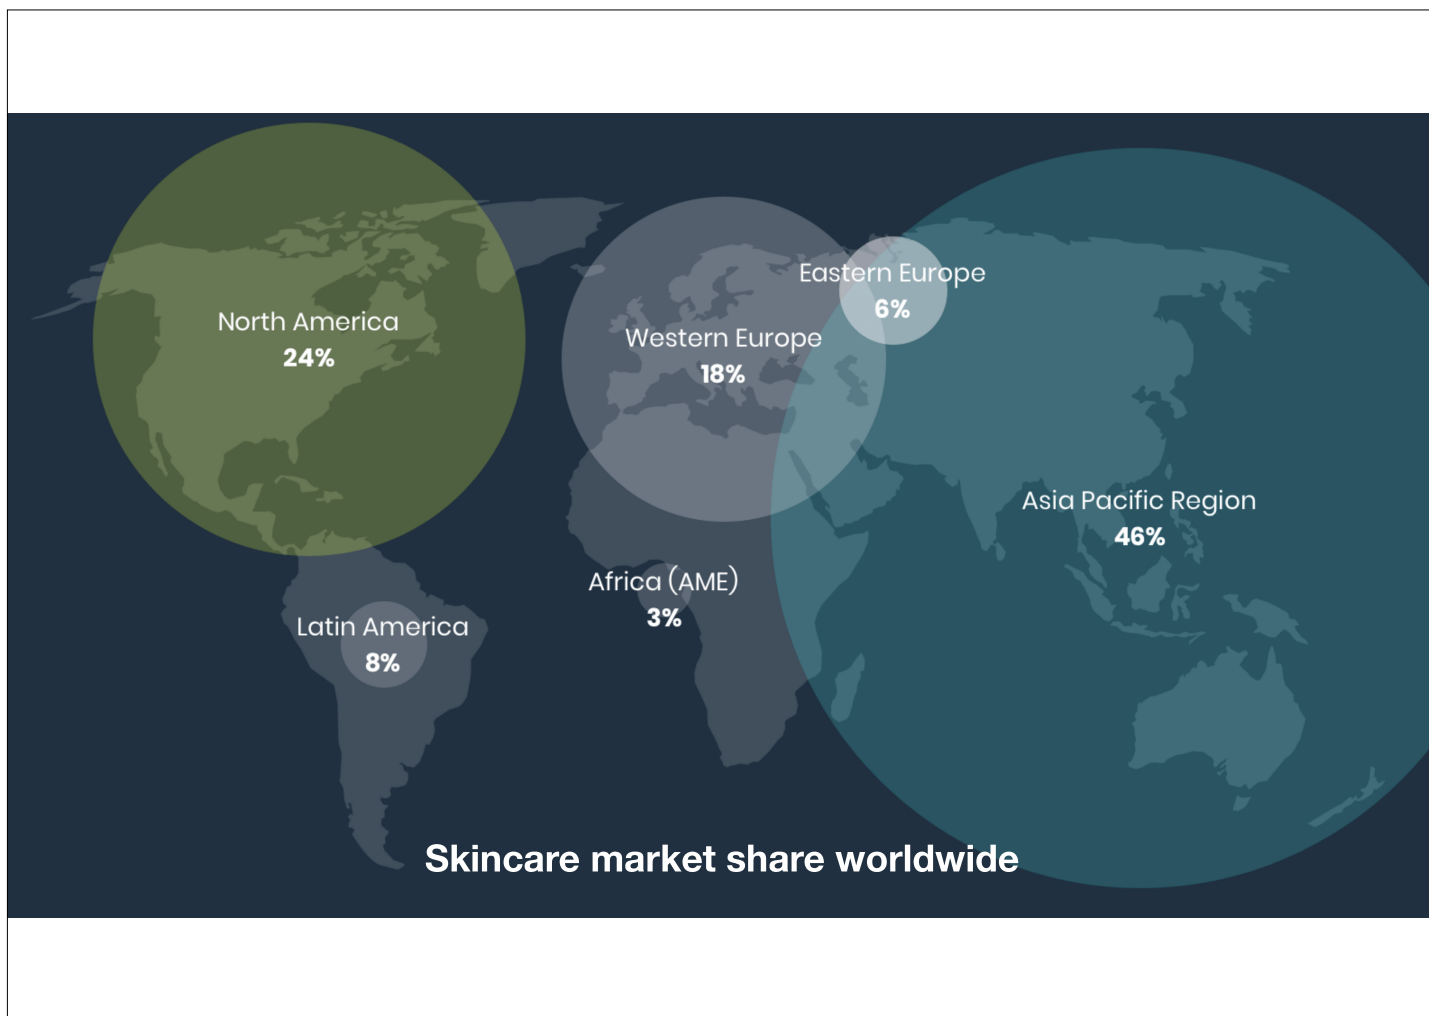 North America
24%
Western Europe
18%
Eastern Europe
6%
Asia Pacific Region
46%
Africa (AME)
3%
Latin America
8%
Skincare market share worldwide